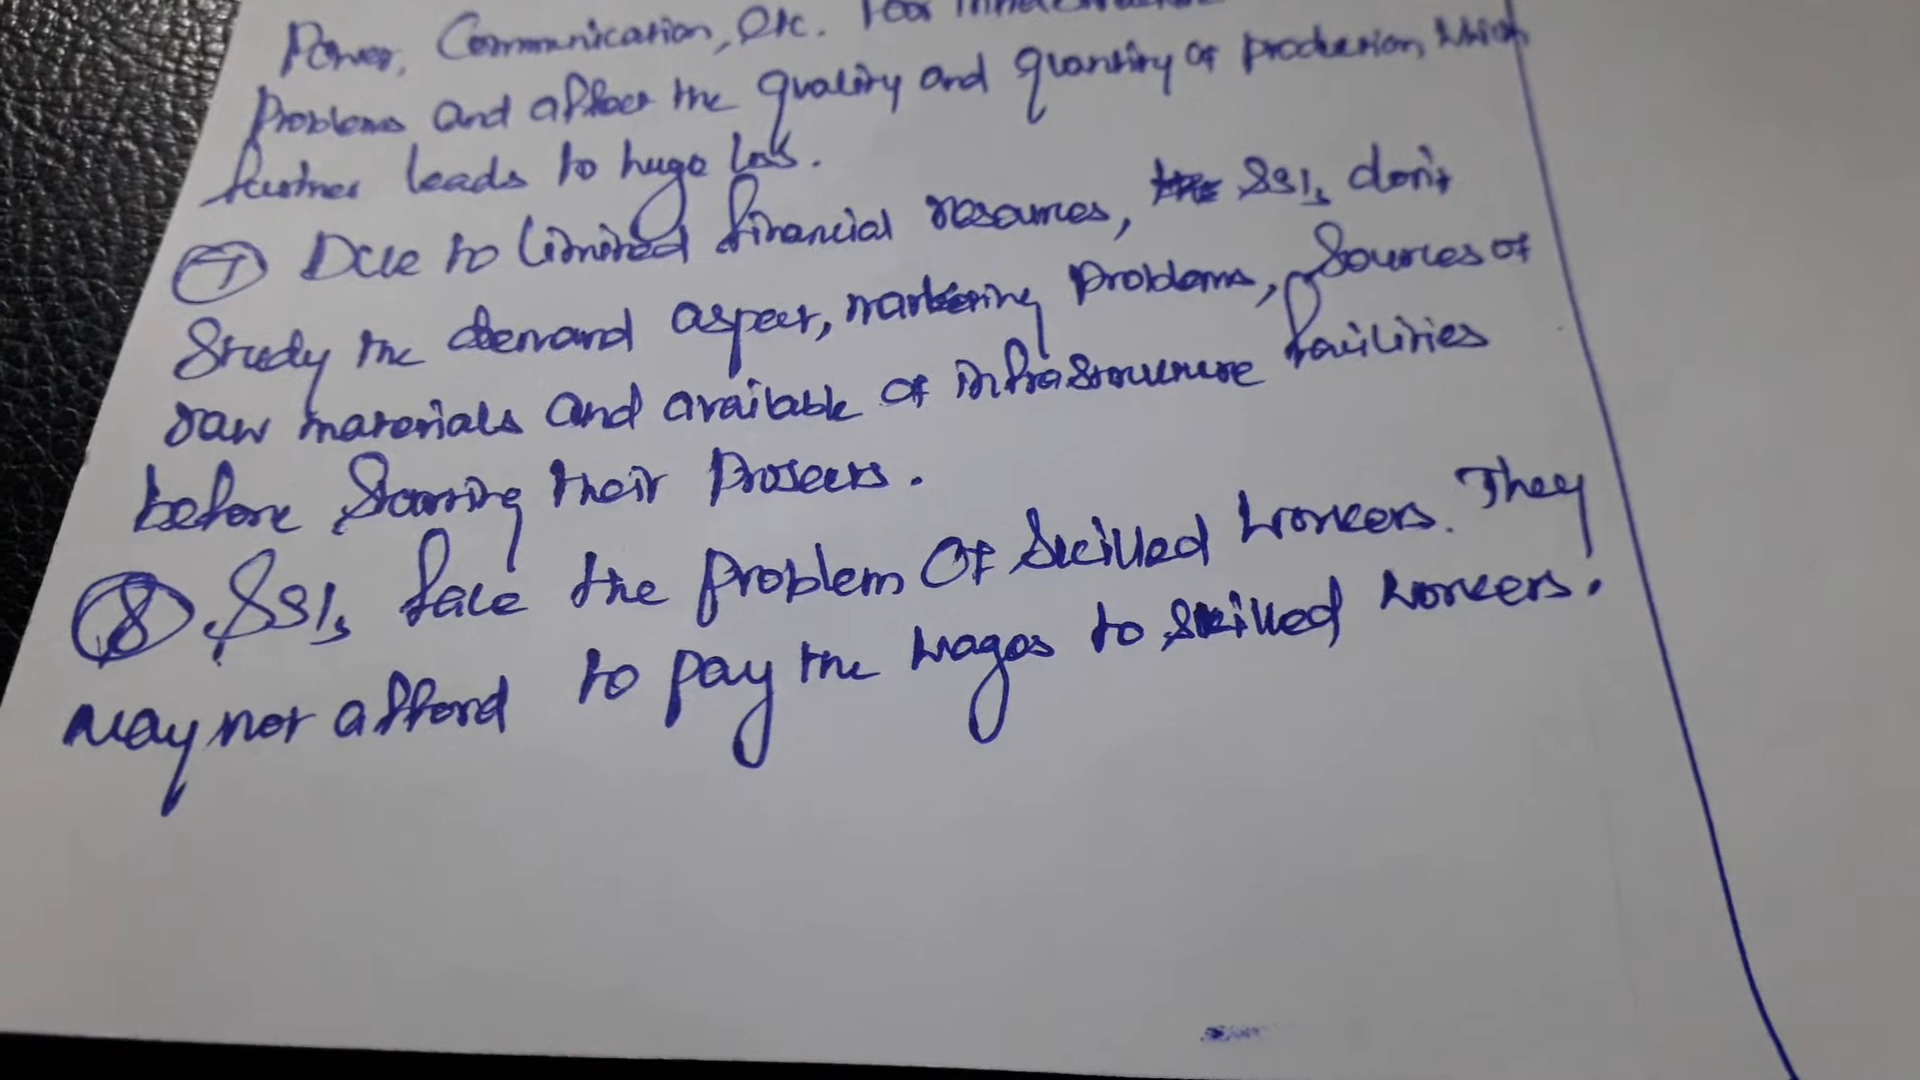 Power, Communication, etc. Poor
Problems and affect the quality and quantity of production, which
further leads to huge loss.
7 Due to limited financial resources, SSIs don't
Study the demand aspect, marketing problems, Sources of
raw materials and available of infrastructure facilities
before starting their Projects.
8 SSIs face the problem of skilled workers. They
may not afford to pay the wages to skilled workers.